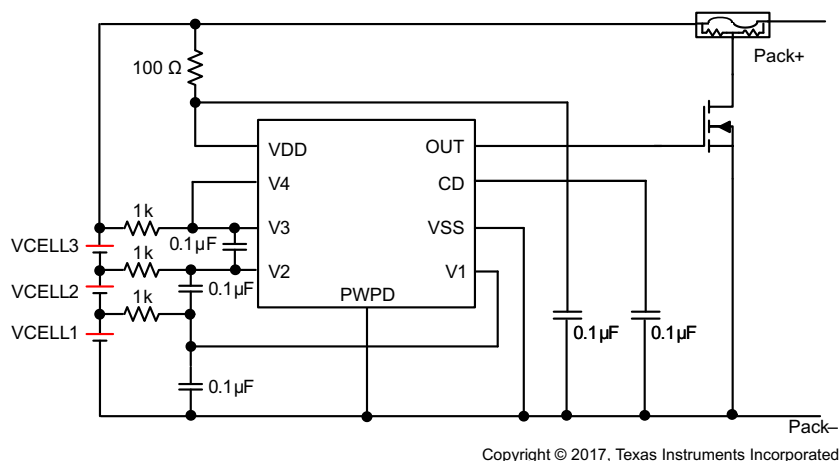 Pack+
100 Ω
VDD
OUT
V4
CD
1k
V3
VSS
0.1µF
VCELL3
1k
V2
V1
VCELL2
0.1µF
PWPD
1k
VCELL1
0.1µF
0.1µF
0.1µF
Pack–
Copyright © 2017, Texas Instruments Incorporated